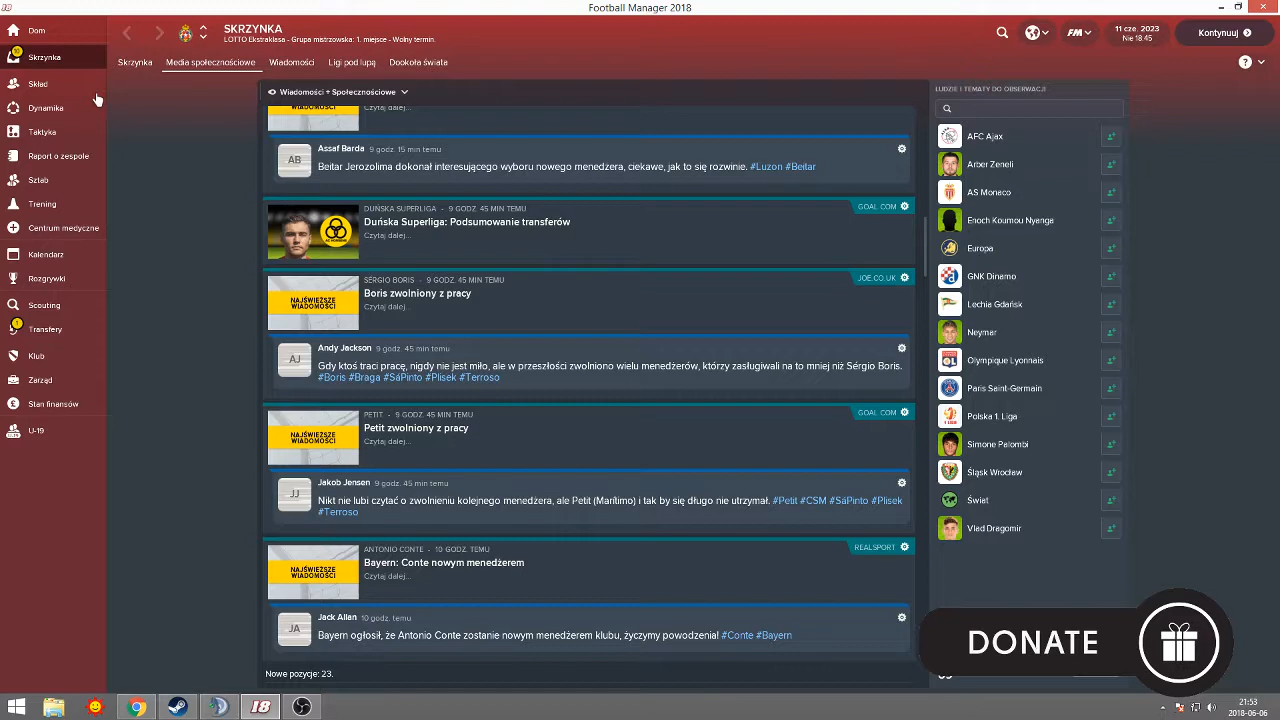 Football Manager 2018
Dom
SKRZYNKA
LOTTO Ekstraklasa - Grupa mistrzowska: 1. miejsce - Wolny termin.
FM
11 cze. 2023
Nie 18.45
Kontynuuj
10
Skrzynka
Skład
Dynamika
Taktyka
Raport o zespole
Sztab
Trening
Centrum medyczne
Kalendarz
Rozgrywki
Scouting
1
Transfery
Klub
Zarząd
Stan finansów
U-19
Skrzynka
Media społecznościowe
Wiadomości
Ligi pod lupą
Dookoła świata
?
Wiadomości + Społecznościowe
WIADOMOŚCI
Czytaj dalej...
AB
Assaf Barda 9 godz. 15 min temu
Beitar Jerozolima dokonał interesującego wyboru nowego menedżera, ciekawe, jak to się rozwinie. #Luzon #Beitar
DUŃSKA SUPERLIGA - 9 GODZ. 45 MIN TEMU
GOAL.COM
Duńska Superliga: Podsumowanie transferów
Czytaj dalej...
SÉRGIO BORIS - 9 GODZ. 45 MIN TEMU
JOE.CO.UK
NAJŚWIEŻSZE
WIADOMOŚCI
Boris zwolniony z pracy
Czytaj dalej...
AJ
Andy Jackson 9 godz. 45 min temu
Gdy ktoś traci pracę, nigdy nie jest miło, ale w przeszłości zwolniono wielu menedżerów, którzy zasługiwali na to mniej niż Sérgio Boris.
#Boris #Braga #SáPinto #Plisek #Terroso
PETIT - 9 GODZ. 45 MIN TEMU
GOAL.COM
NAJŚWIEŻSZE
WIADOMOŚCI
Petit zwolniony z pracy
Czytaj dalej...
JJ
Jakob Jensen 9 godz. 45 min temu
Nikt nie lubi czytać o zwolnieniu kolejnego menedżera, ale Petit (Marítimo) i tak by się długo nie utrzymał. #Petit #CSM #SáPinto #Plisek
#Terroso
ANTONIO CONTE - 10 GODZ. TEMU
REALSPORT
NAJŚWIEŻSZE
WIADOMOŚCI
Bayern: Conte nowym menedżerem
Czytaj dalej...
JA
Jack Allan 10 godz. temu
Bayern ogłosił, że Antonio Conte zostanie nowym menedżerem klubu, życzymy powodzenia! #Conte #Bayern
Nowe pozycje: 23.
LUDZIE I TEMATY DO OBSERWACJI
AFC Ajax
Arber Zeneli
AS Monaco
Enoch Koumou Nyanga
Europa
GNK Dinamo
Lechia Gdańsk
Neymar
Olympique Lyonnais
Paris Saint-Germain
Polska 1. Liga
Simone Palombi
Śląsk Wrocław
Świat
Vlad Dragomir
DONATE
18
21:53
2018-06-06